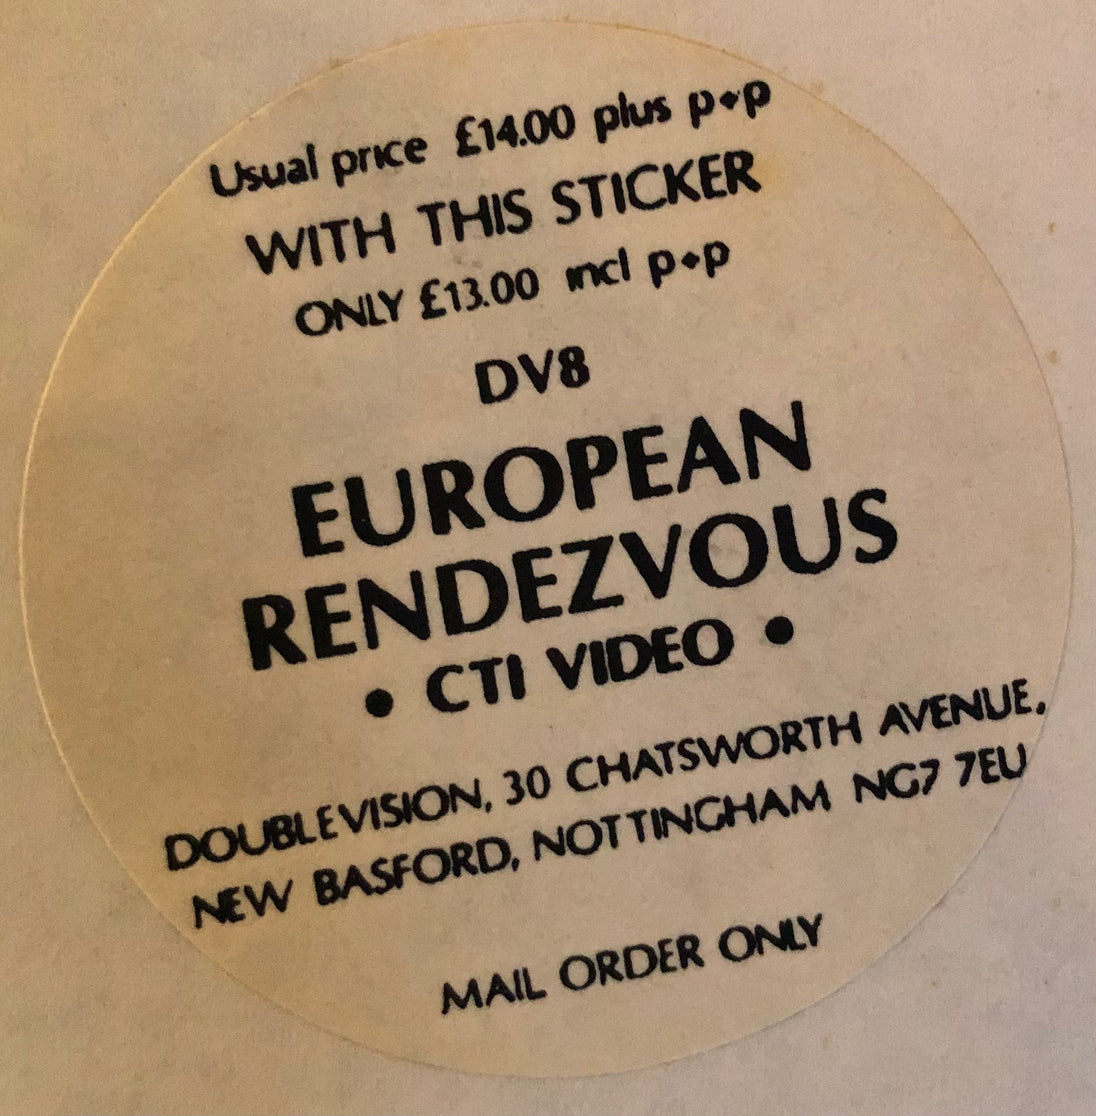 Usual price £14.00 plus p+p
WITH THIS STICKER
ONLY £13.00 incl p+p
DV8
EUROPEAN
RENDEZVOUS
• CTI VIDEO •
DOUBLEVISION, 30 CHATSWORTH AVENUE,
NEW BASFORD, NOTTINGHAM NG7 7EU
MAIL ORDER ONLY